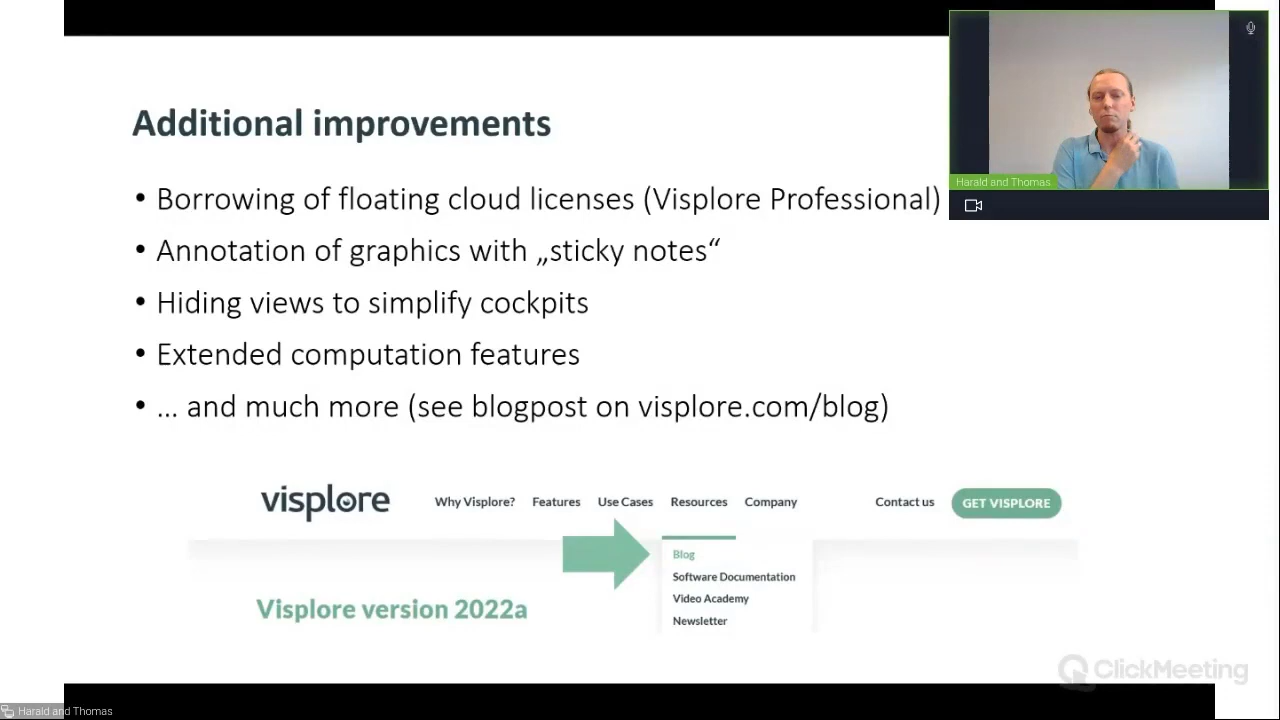 Additional improvements
• Borrowing of floating cloud licenses (Visplore Professional)
• Annotation of graphics with „sticky notes“
• Hiding views to simplify cockpits
• Extended computation features
• ... and much more (see blogpost on visplore.com/blog)
Harald and Thomas
visplore Why Visplore? Features Use Cases Resources Company Contact us GET VISPLORE
Blog
Software Documentation
Video Academy
Newsletter
Visplore version 2022a
ClickMeeting
Harald and Thomas